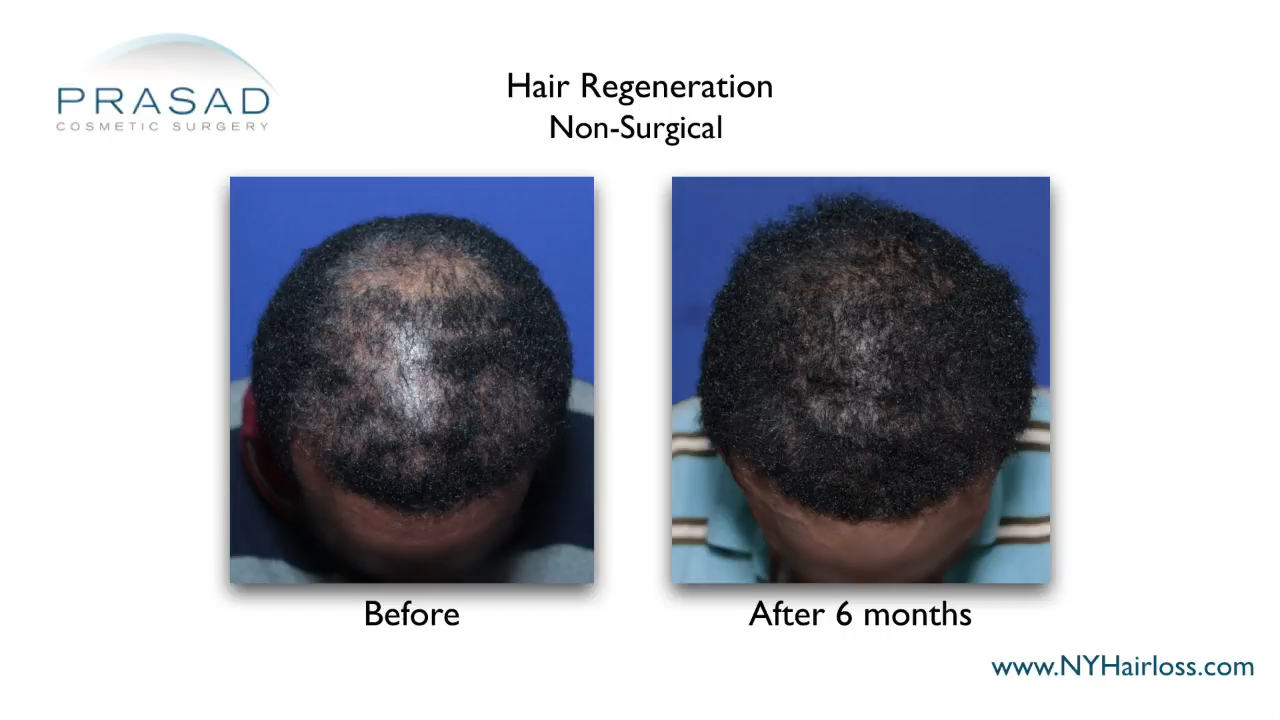 PRASAD
COSMETIC SURGERY
Hair Regeneration
Non-Surgical
Before
After 6 months
www.NYHairloss.com